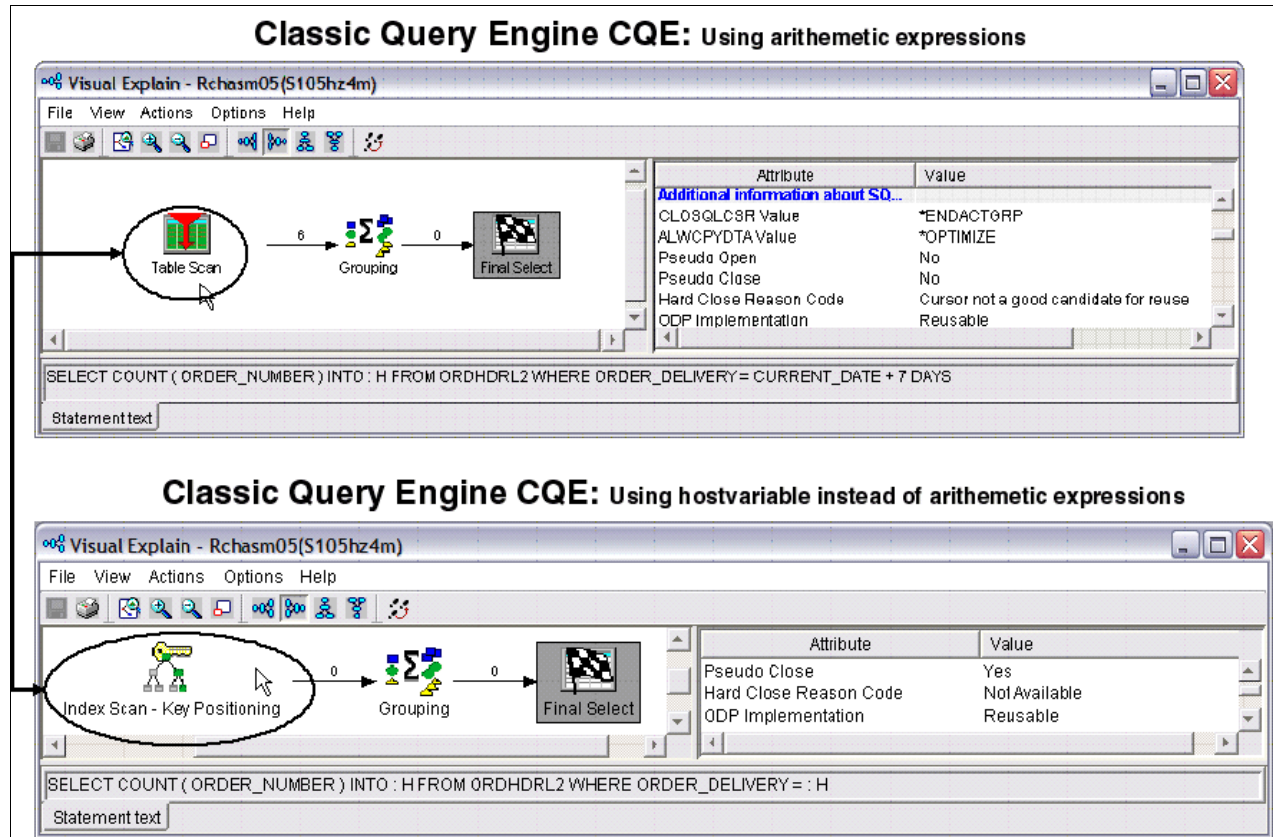 Classic Query Engine CQE: Using arithemetic expressions
Visual Explain - Rchasm05(S105hz4m)
File View Actions Options Help
Attribute Value
Additional information about SQ...
CLOSQLCSR Value *ENDACTGRP
ALWCPYDTA Value *OPTIMIZE
Pseudo Open No
Pseudo Close No
Hard Close Reason Code Cursor not a good candidate for reuse
ODP Implementation Reusable
6 0
Table Scan Grouping Final Select
SELECT COUNT ( ORDER_NUMBER ) INTO : H FROM ORDHDRL2 WHERE ORDER_DELIVERY = CURRENT_DATE + 7 DAYS
Statement text
Classic Query Engine CQE: Using hostvariable instead of arithemetic expressions
Visual Explain - Rchasm05(S105hz4m)
File View Actions Options Help
Attribute Value
Pseudo Close Yes
Hard Close Reason Code Not Available
ODP Implementation Reusable
0 0
Index Scan - Key Positioning Grouping Final Select
SELECT COUNT ( ORDER_NUMBER ) INTO : H FROM ORDHDRL2 WHERE ORDER_DELIVERY = : H
Statement text